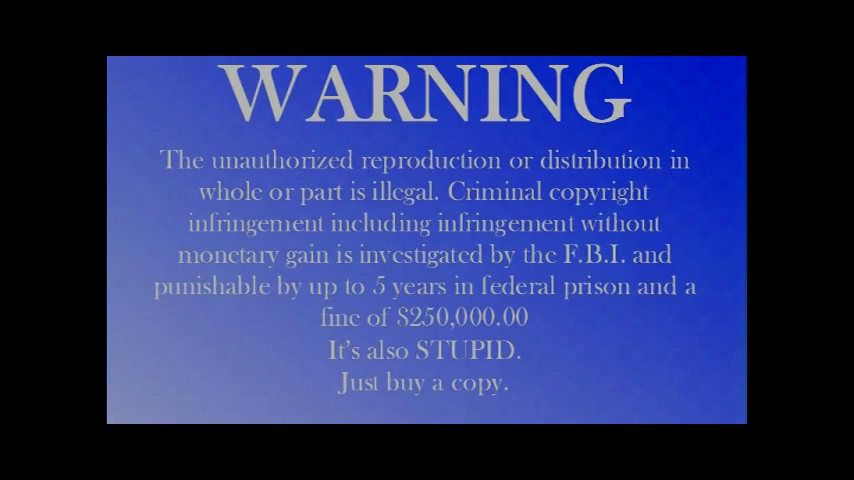 WARNING
The unauthorized reproduction or distribution in
whole or part is illegal. Criminal copyright
infringement including infringement without
monetary gain is investigated by the F.B.I. and
punishable by up to 5 years in federal prison and a
fine of $250,000.00
It's also STUPID.
Just buy a copy.